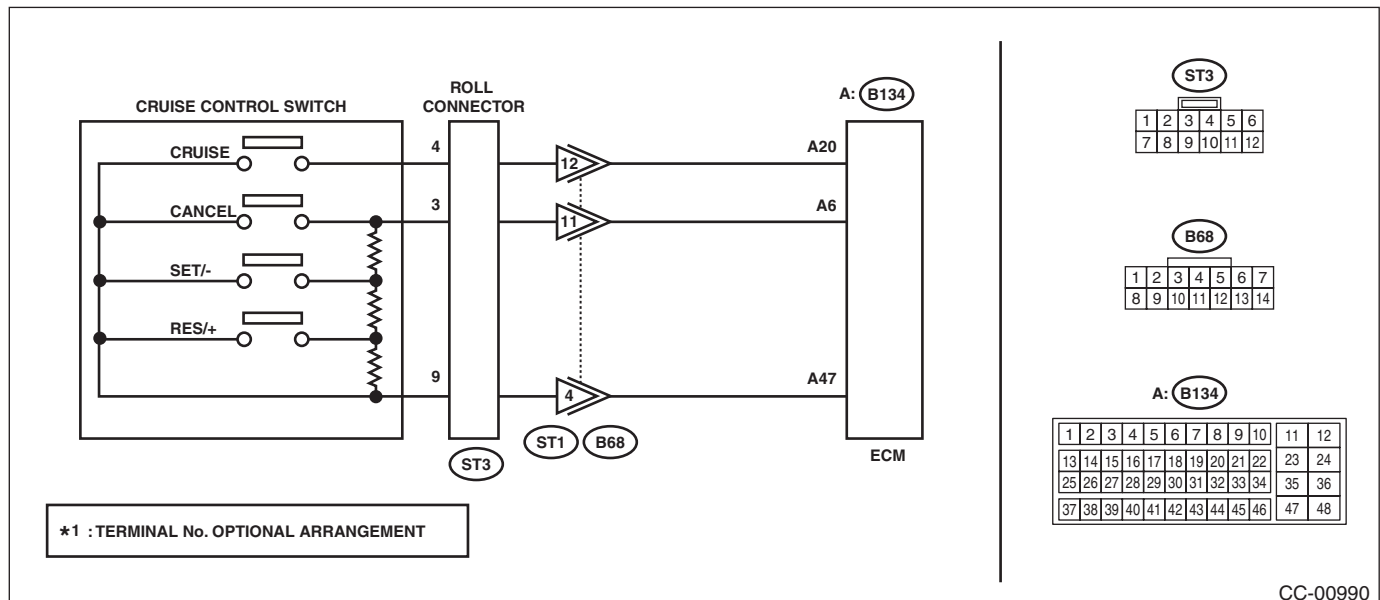 CRUISE CONTROL SWITCH
ROLL
CONNECTOR
A: B134
CRUISE
4
12
A20
CANCEL
3
11
A6
SET/-
RES/+
9
4
A47
ST1
B68
ST3
ECM
*1 : TERMINAL No. OPTIONAL ARRANGEMENT
ST3
1 2 3 4 5 6
7 8 9 10 11 12
B68
1 2 3 4 5 6 7
8 9 10 11 12 13 14
A: B134
1 2 3 4 5 6 7 8 9 10 11 12
13 14 15 16 17 18 19 20 21 22 23 24
25 26 27 28 29 30 31 32 33 34 35 36
37 38 39 40 41 42 43 44 45 46 47 48
CC-00990